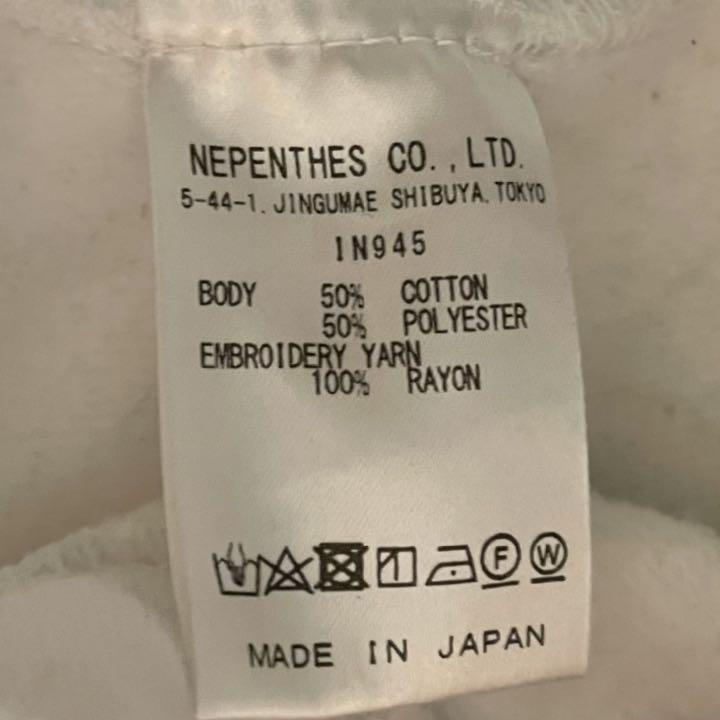 NEPENTHES CO.,LTD.
5-44-1.JINGUMAE SHIBUYA.TOKYO
IN945
BODY 50% COTTON
50% POLYESTER
EMBROIDERY YARN
100% RAYON
F W
MADE IN JAPAN